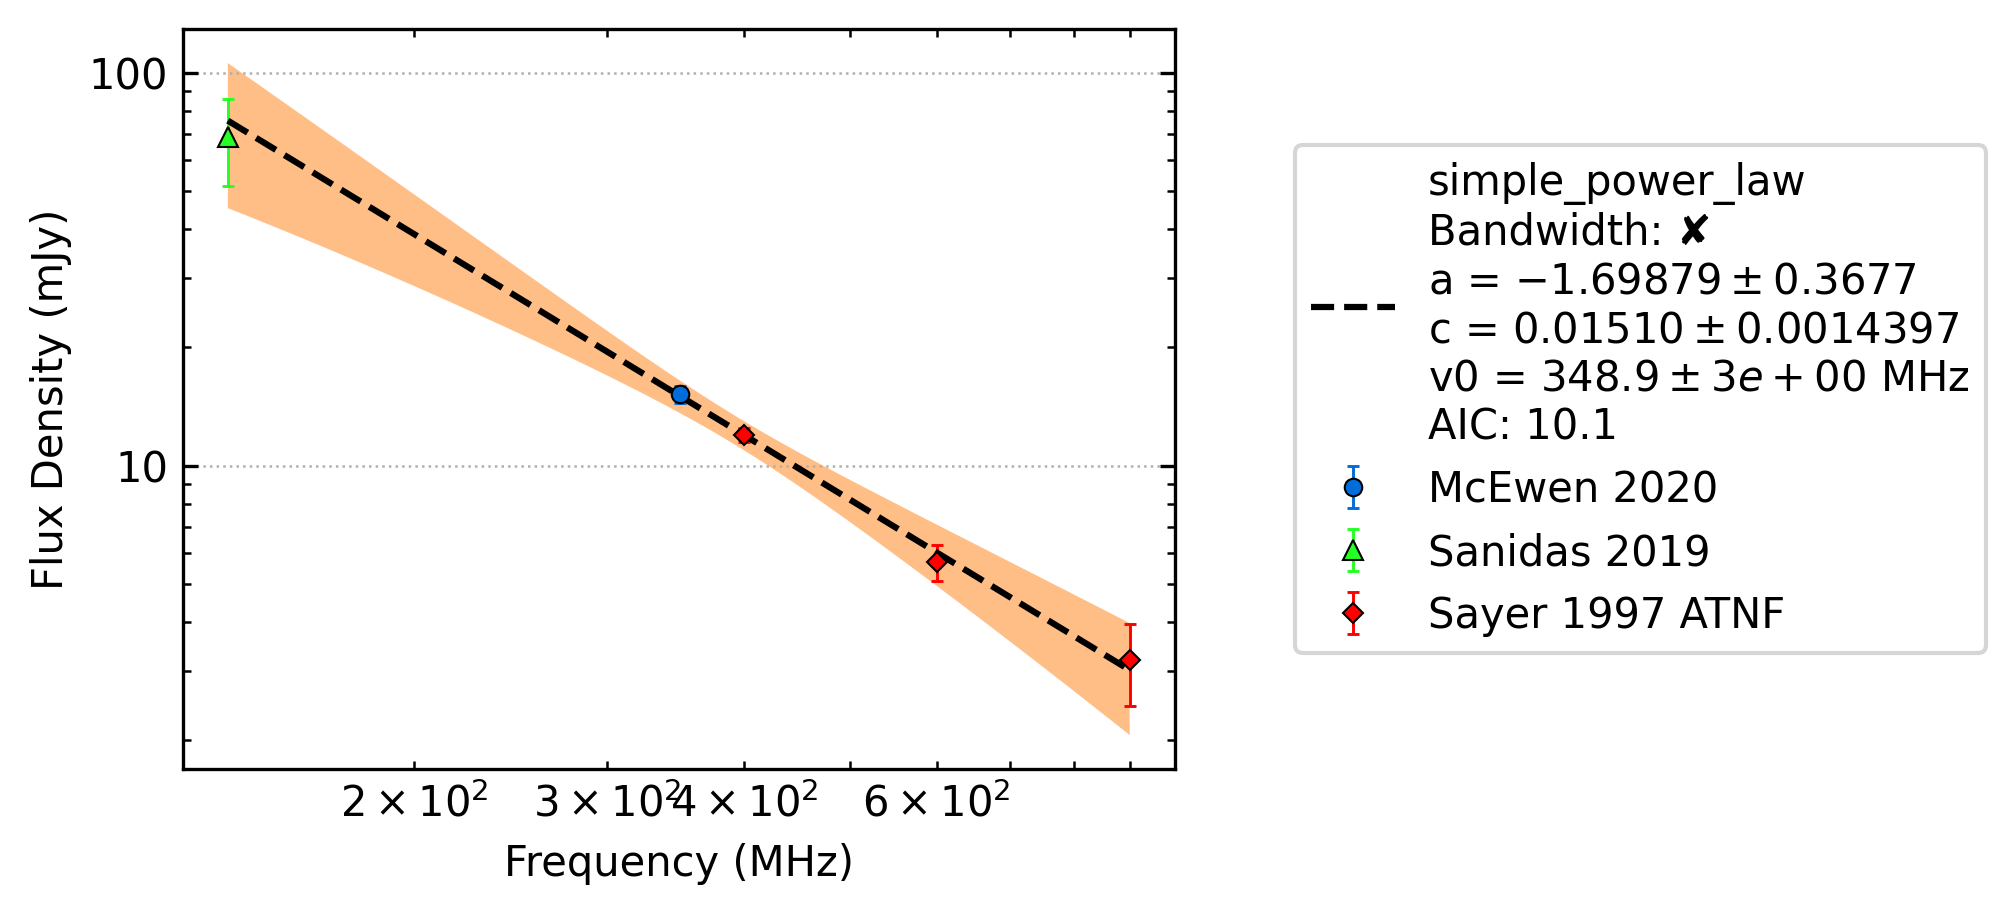 100
10
Flux Density (mJy)
2 × 10²
3 × 10²
4 × 10²
6 × 10²
Frequency (MHz)
simple_power_law
Bandwidth: ✘
a = −1.69879 ± 0.3677
c = 0.01510 ± 0.0014397
v0 = 348.9 ± 3e + 00 MHz
AIC: 10.1
McEwen 2020
Sanidas 2019
Sayer 1997 ATNF